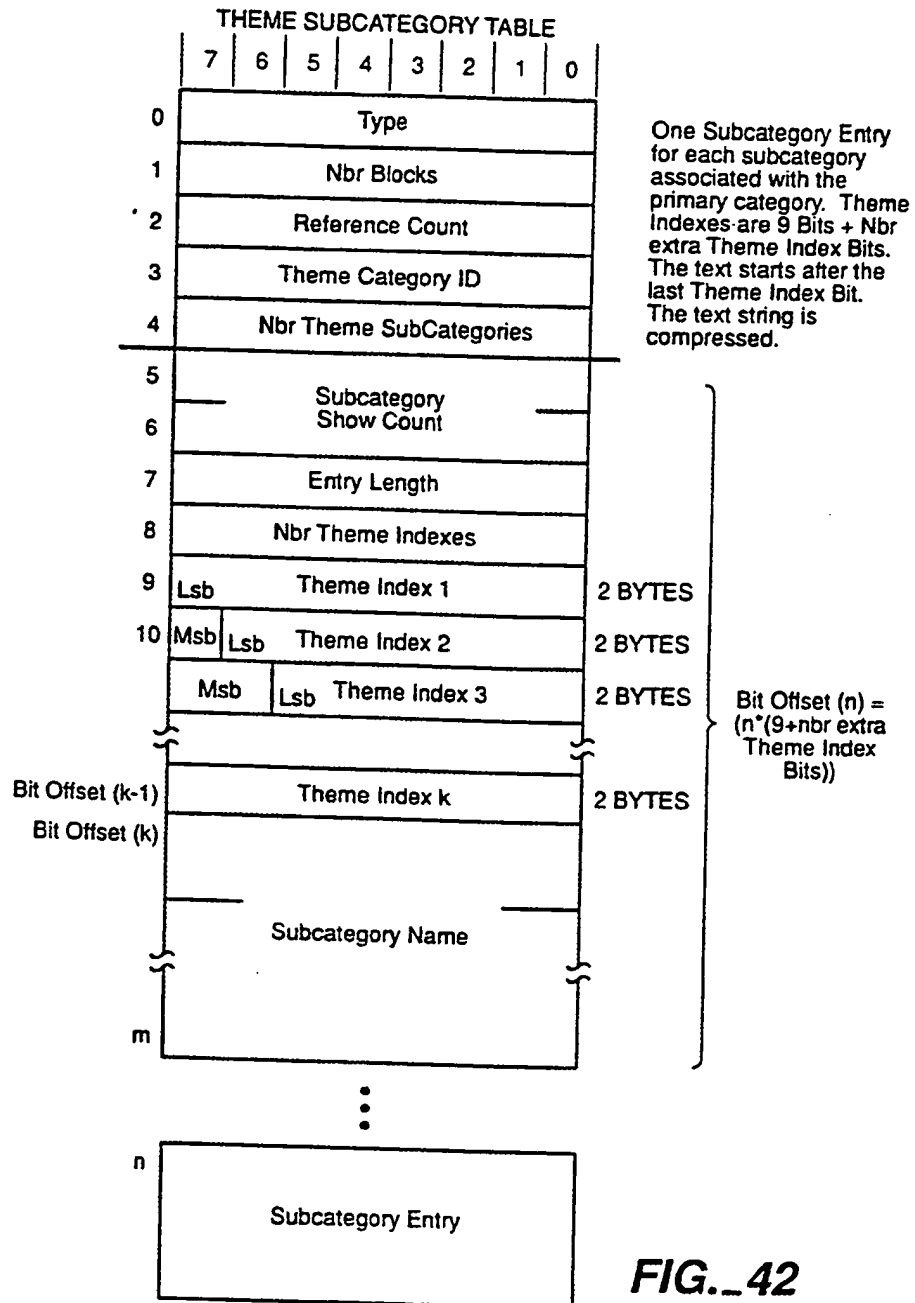 THEME SUBCATEGORY TABLE
7 6 5 4 3 2 1 0
0 Type
1 Nbr Blocks
2 Reference Count
3 Theme Category ID
4 Nbr Theme SubCategories
One Subcategory Entry
for each subcategory
associated with the
primary category. Theme
Indexes are 9 Bits + Nbr
extra Theme Index Bits.
The text starts after the
last Theme Index Bit.
The text string is
compressed.
5
Subcategory
Show Count
6
7 Entry Length
8 Nbr Theme Indexes
9 Lsb Theme Index 1 2 BYTES
10 Msb Lsb Theme Index 2 2 BYTES
Msb Lsb Theme Index 3 2 BYTES
Bit Offset (n) =
(n*(9+nbr extra
Theme Index
Bits))
Bit Offset (k-1) Theme Index k 2 BYTES
Bit Offset (k)
Subcategory Name
m
n
Subcategory Entry
FIG._42